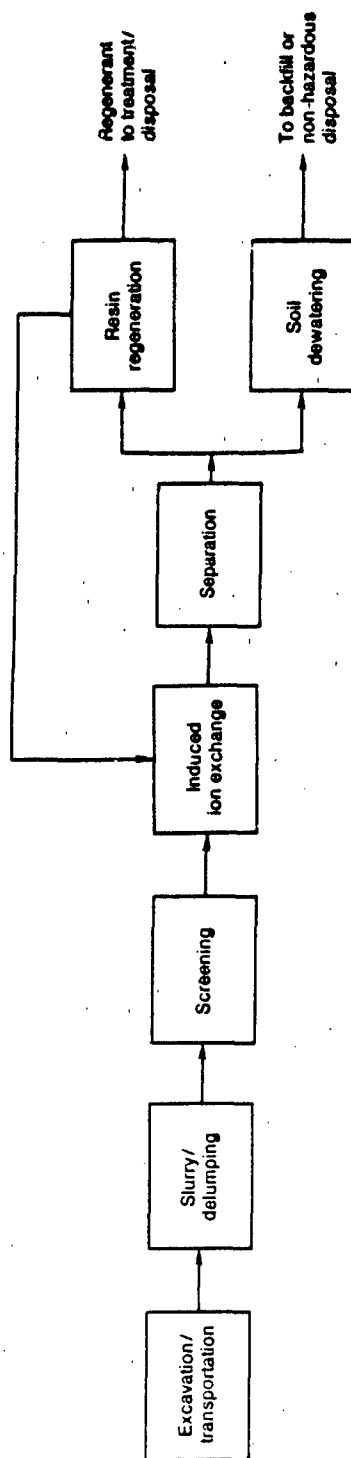 Excavation/
transportation
Slurry/
delumping
Screening
Induced
ion exchange
Separation
Resin
regeneration
Regenerant
to treatment/
disposal
Soil
dewatering
To backfill or
non-hazardous
disposal